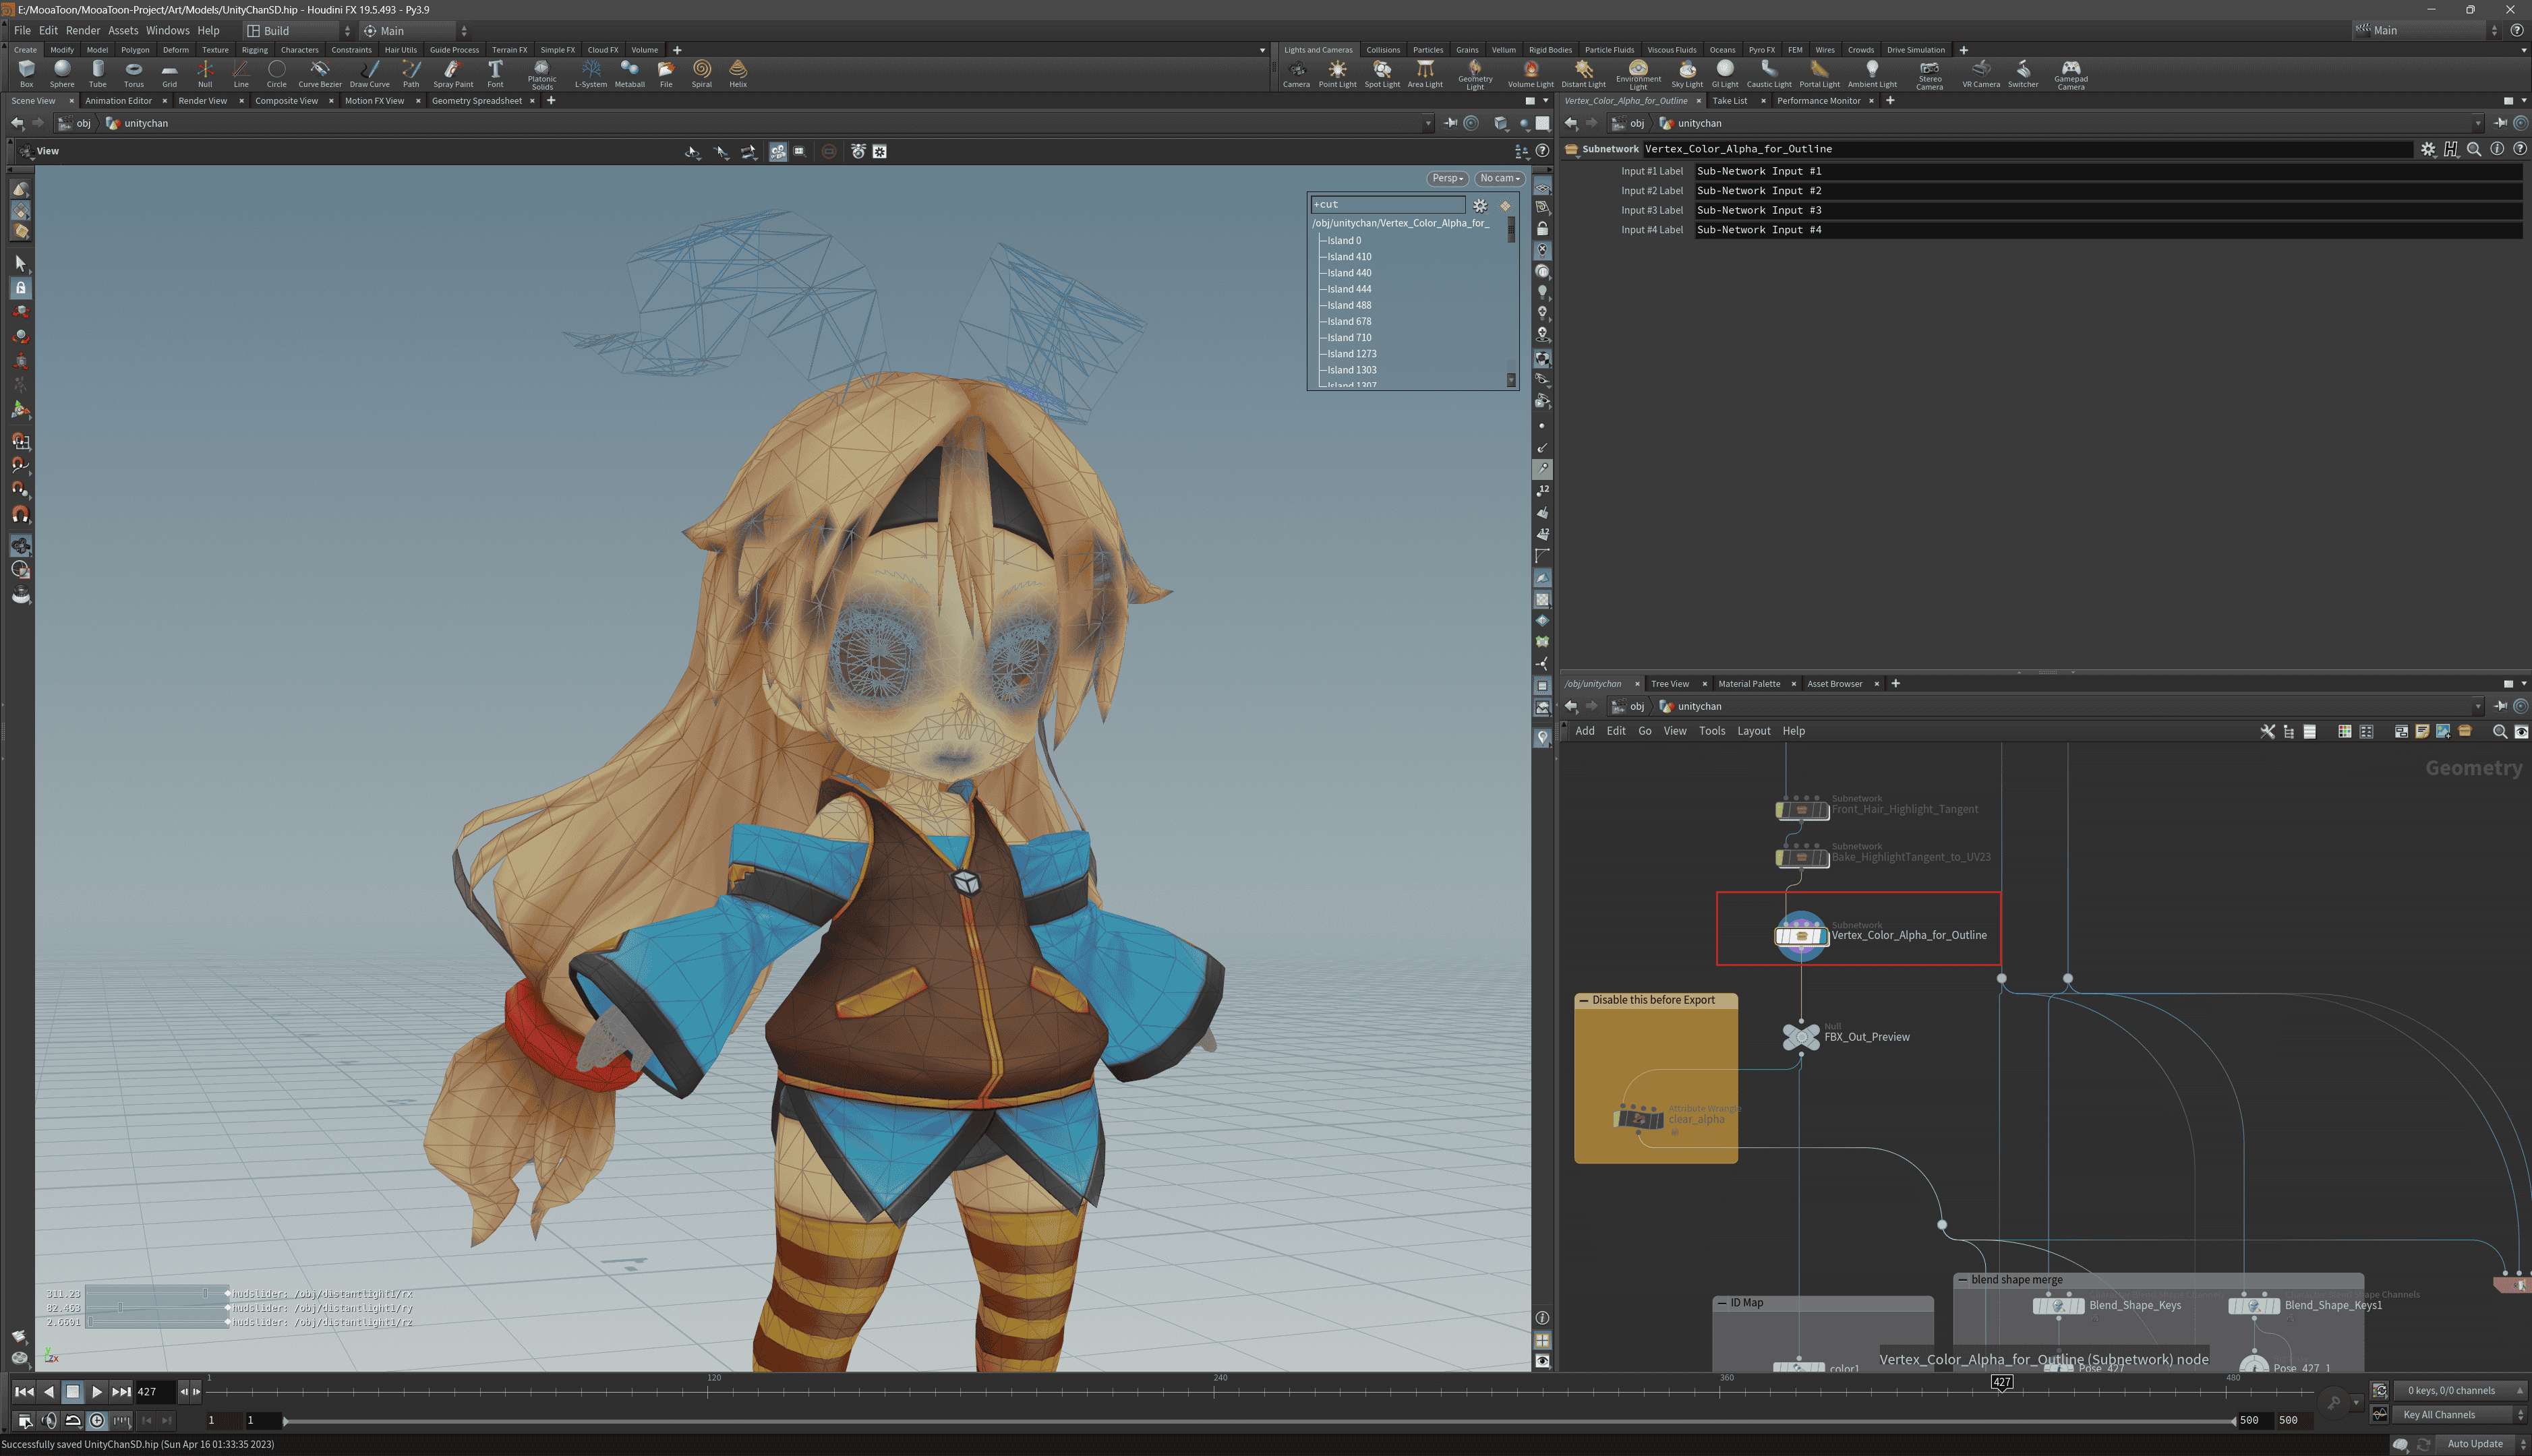 E:/MooaToon/MooaToon-Project/Art/Models/UnityChanSD.hip - Houdini FX 19.5.493 - Py3.9
File Edit Render Assets Windows Help Build Main Main
Create Modify Model Polygon Deform Texture Rigging Characters Constraints Hair Utils Guide Process Terrain FX Simple FX Cloud FX Volume
Lights and Cameras Collisions Particles Grains Vellum Rigid Bodies Particle Fluids Viscous Fluids Oceans Pyro FX FEM Wires Crowds Drive Simulation
Box Sphere Tube Torus Grid Null Line Circle Curve Bezier Draw Curve Path Spray Paint Font Platonic Solids L-System Metaball File Spiral Helix
Camera Point Light Spot Light Area Light Geometry Light Volume Light Distant Light Environment Light Sky Light GI Light Caustic Light Portal Light Ambient Light Stereo Camera VR Camera Switcher Gamepad Camera
Scene View Animation Editor Render View Composite View Motion FX View Geometry Spreadsheet
Vertex_Color_Alpha_for_Outline Take List Performance Monitor
obj unitychan
obj unitychan
View
Subnetwork Vertex_Color_Alpha_for_Outline
Input #1 Label Sub-Network Input #1
Input #2 Label Sub-Network Input #2
Input #3 Label Sub-Network Input #3
Input #4 Label Sub-Network Input #4
Persp No cam
+cut
/obj/unitychan/Vertex_Color_Alpha_for_
Island 0
Island 410
Island 440
Island 444
Island 488
Island 678
Island 710
Island 1273
Island 1303
Island 1307
12
12
/obj/unitychan Tree View Material Palette Asset Browser
obj unitychan
Add Edit Go View Tools Layout Help
Geometry
Subnetwork
Front_Hair_Highlight_Tangent
Subnetwork
Bake_HighlightTangent_to_UV23
Subnetwork
Vertex_Color_Alpha_for_Outline
Disable this before Export
Null
FBX_Out_Preview
Attribute Wrangle
clear_alpha
blend shape merge
Blend_Shape_Keys
Blend_Shape_Keys1
ID Map
color1
Pose_427
Pose_427_1
Vertex_Color_Alpha_for_Outline (Subnetwork) node
311.23 hudslider: /obj/distantlight1/rx
82.463 hudslider: /obj/distantlight1/ry
2.6601 hudslider: /obj/distantlight1/rz
y
z x
427 1 120 240 360 427 480
0 keys, 0/0 channels
1 1 500 500
Key All Channels
Successfully saved UnityChanSD.hip (Sun Apr 16 01:33:35 2023)
Auto Update